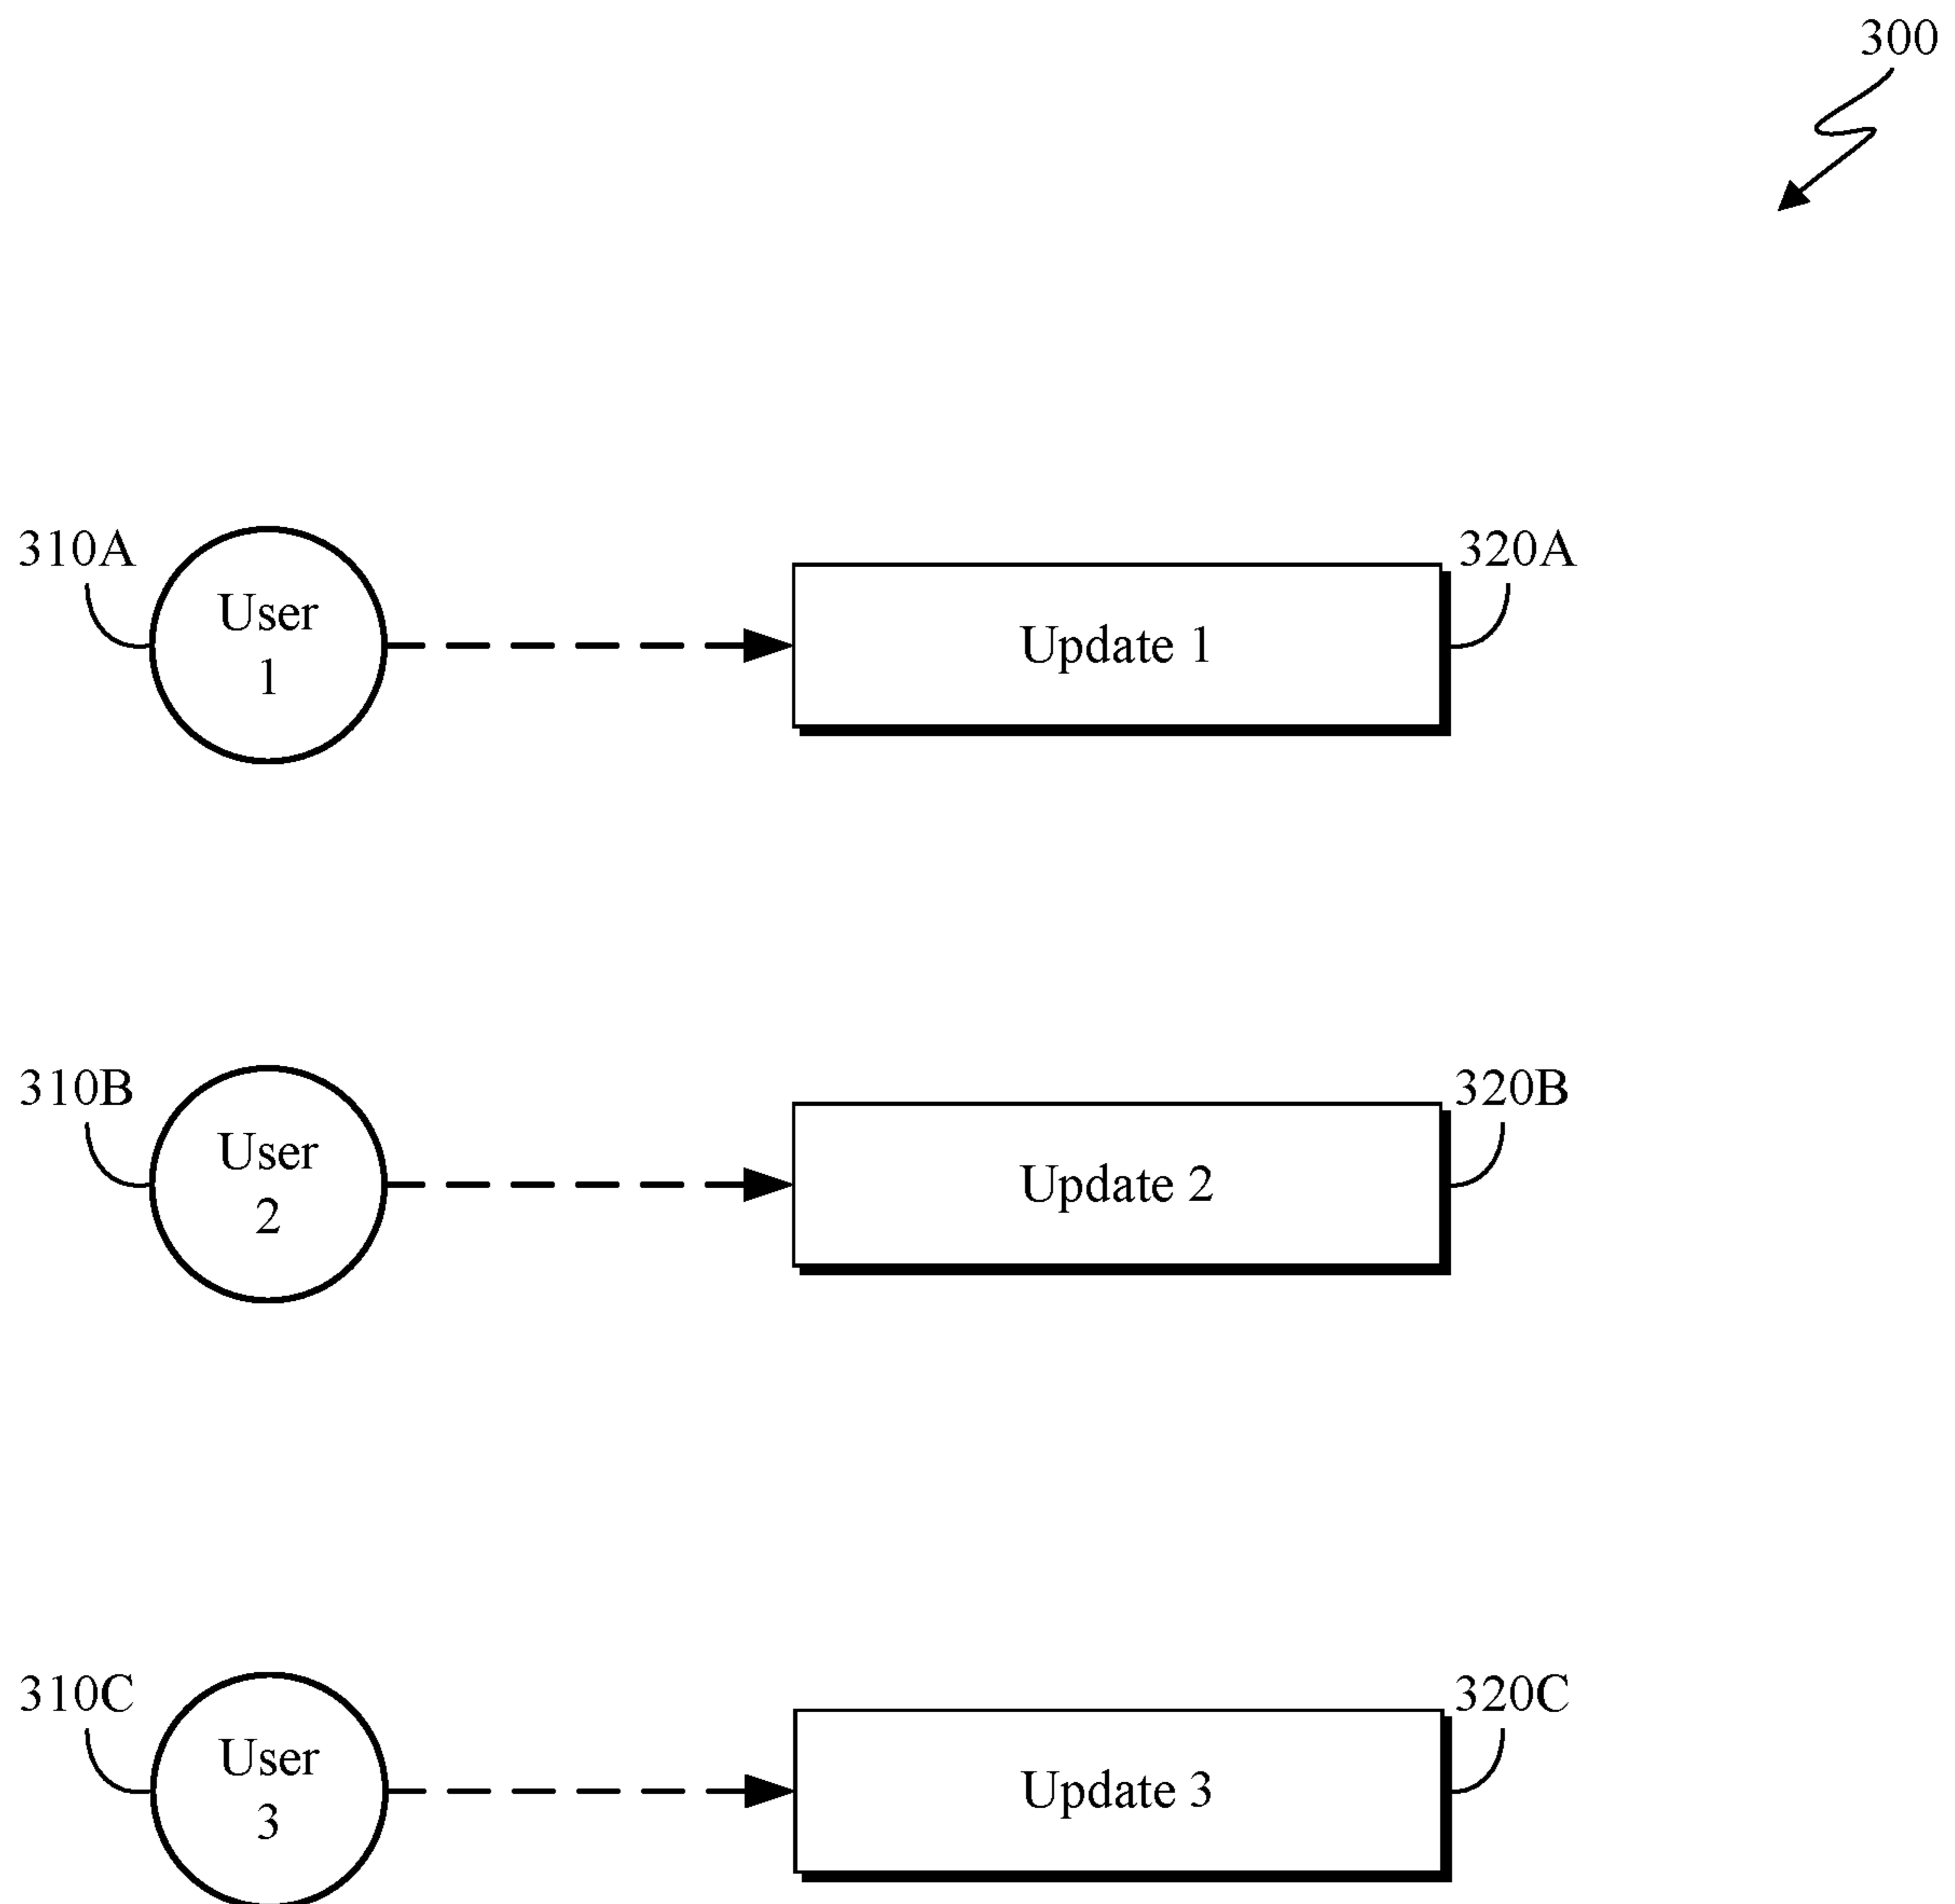 300
310A
User
1
Update 1
320A
310B
User
2
Update 2
320B
310C
User
3
Update 3
320C